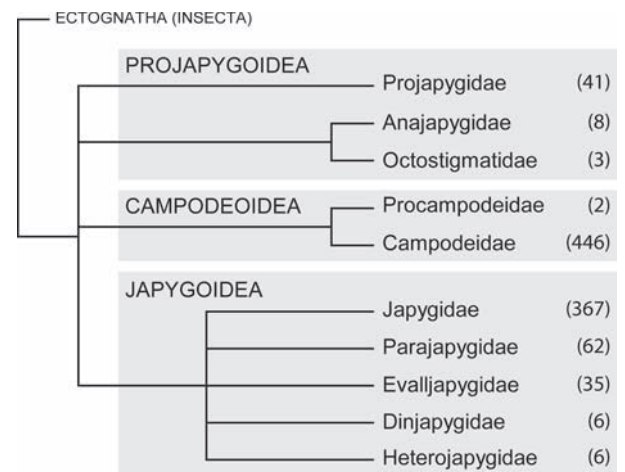 ECTOGNATHA (INSECTA)
PROJAPYGOIDEA
Projapygidae (41)
Anajapygidae (8)
Octostigmatidae (3)
CAMPODEOIDEA
Procampodeidae (2)
Campodeidae (446)
JAPYGOIDEA
Japygidae (367)
Parajapygidae (62)
Evalljapygidae (35)
Dinjapygidae (6)
Heterojapygidae (6)